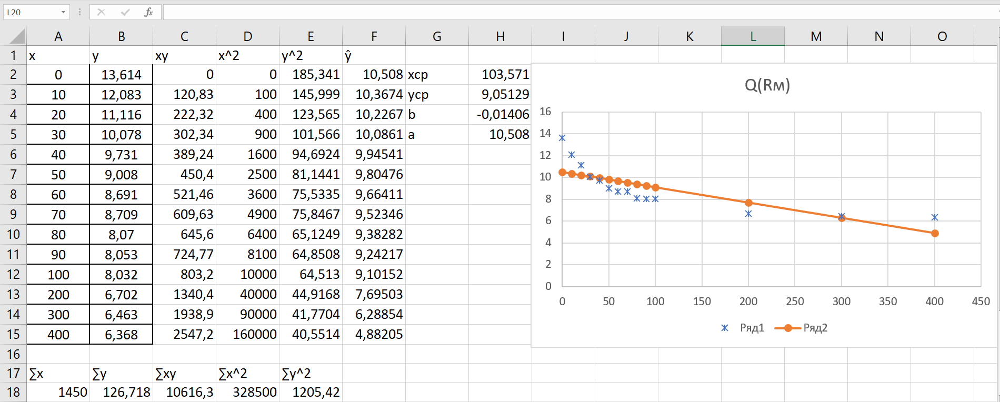 L20 fx
A B C D E F G H I J K L M N O
1 x y xy x^2 y^2 ŷ
2 0 13,614 0 0 185,341 10,508 xср 103,571
3 10 12,083 120,83 100 145,999 10,3674 yср 9,05129
4 20 11,116 222,32 400 123,565 10,2267 b -0,01406
5 30 10,078 302,34 900 101,566 10,0861 a 10,508
6 40 9,731 389,24 1600 94,6924 9,94541
7 50 9,008 450,4 2500 81,1441 9,80476
8 60 8,691 521,46 3600 75,5335 9,66411
9 70 8,709 609,63 4900 75,8467 9,52346
10 80 8,07 645,6 6400 65,1249 9,38282
11 90 8,053 724,77 8100 64,8508 9,24217
12 100 8,032 803,2 10000 64,513 9,10152
13 200 6,702 1340,4 40000 44,9168 7,69503
14 300 6,463 1938,9 90000 41,7704 6,28854
15 400 6,368 2547,2 160000 40,5514 4,88205
16
17 ∑x ∑y ∑xy ∑x^2 ∑y^2
18 1450 126,718 10616,3 328500 1205,42
Q(Rм)
16
14
12
10
8
6
4
2
0
0 50 100 150 200 250 300 350 400 450
Ряд1 Ряд2